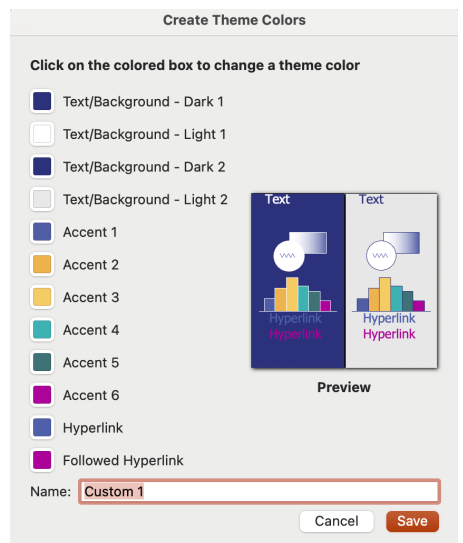 Create Theme Colors
Click on the colored box to change a theme color
Text/Background - Dark 1
Text/Background - Light 1
Text/Background - Dark 2
Text/Background - Light 2
Accent 1
Accent 2
Accent 3
Accent 4
Accent 5
Accent 6
Hyperlink
Followed Hyperlink
Text
Text
Hyperlink
Hyperlink
Hyperlink
Hyperlink
Preview
Name: Custom 1
Cancel
Save